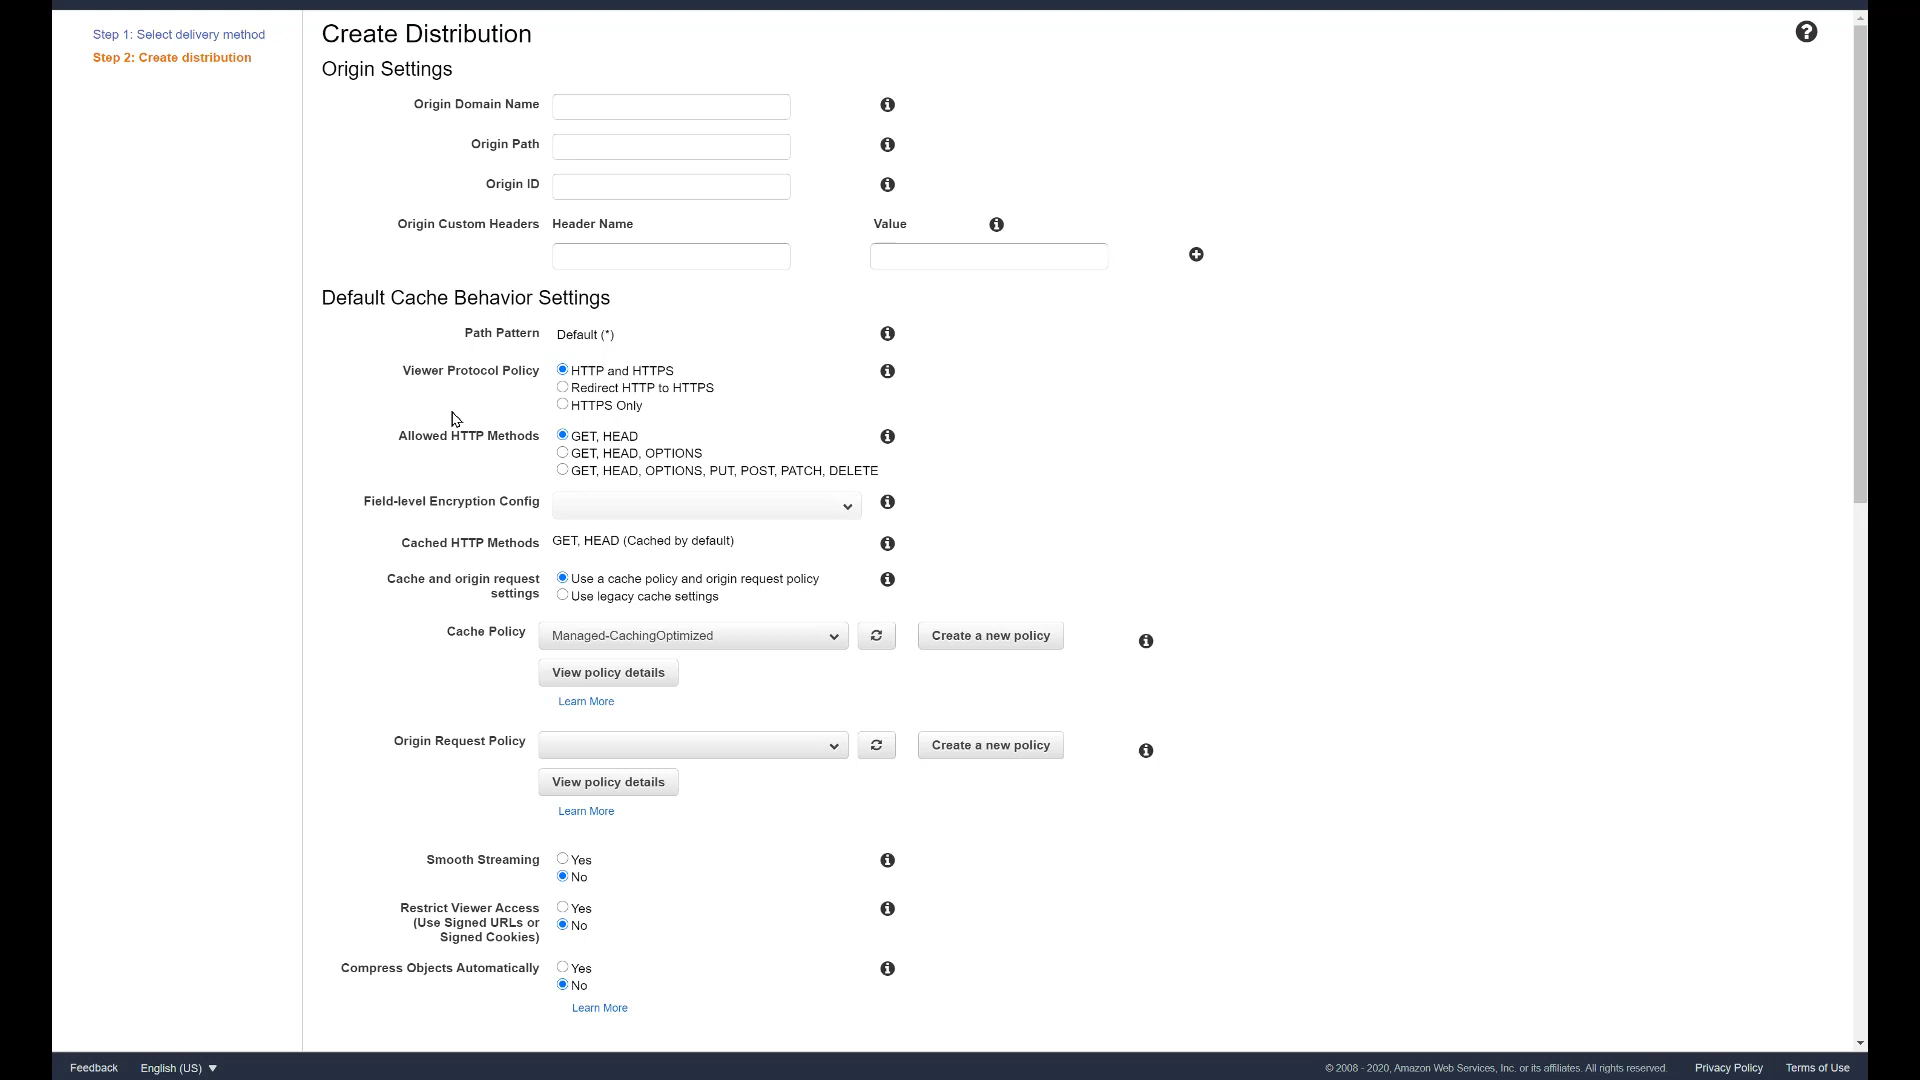 Step 1: Select delivery method
Step 2: Create distribution
Create Distribution
Origin Settings
Origin Domain Name
Origin Path
Origin ID
Origin Custom Headers Header Name Value
Default Cache Behavior Settings
Path Pattern Default (*)
Viewer Protocol Policy HTTP and HTTPS
Redirect HTTP to HTTPS
HTTPS Only
Allowed HTTP Methods GET, HEAD
GET, HEAD, OPTIONS
GET, HEAD, OPTIONS, PUT, POST, PATCH, DELETE
Field-level Encryption Config
Cached HTTP Methods GET, HEAD (Cached by default)
Cache and origin request settings Use a cache policy and origin request policy
Use legacy cache settings
Cache Policy Managed-CachingOptimized Create a new policy
View policy details
Learn More
Origin Request Policy Create a new policy
View policy details
Learn More
Smooth Streaming Yes
No
Restrict Viewer Access Yes
(Use Signed URLs or No
Signed Cookies)
Compress Objects Automatically Yes
No
Learn More
Feedback English (US) © 2008 - 2020, Amazon Web Services, Inc. or its affiliates. All rights reserved. Privacy Policy Terms of Use